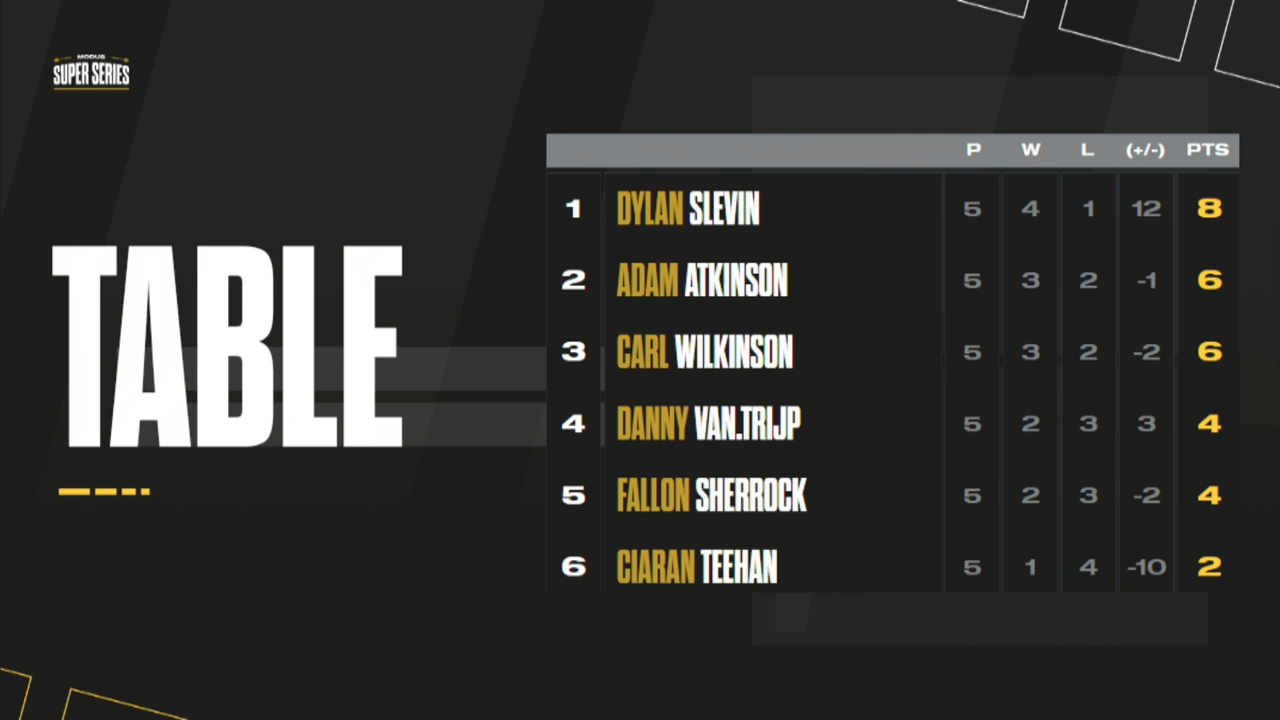 MODUS
SUPER SERIES
TABLE
P W L (+/-) PTS
1 DYLAN SLEVIN 5 4 1 12 8
2 ADAM ATKINSON 5 3 2 -1 6
3 CARL WILKINSON 5 3 2 -2 6
4 DANNY VAN.TRIJP 5 2 3 3 4
5 FALLON SHERROCK 5 2 3 -2 4
6 CIARAN TEEHAN 5 1 4 -10 2